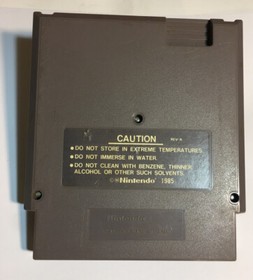 CAUTION
• DO NOT STORE IN EXTREME TEMPERATURES.
• DO NOT IMMERSE IN WATER.
• DO NOT CLEAN WITH BENZENE, THINNER,
ALCOHOL OR OTHER SUCH SOLVENTS.
©Nintendo 1985
Nintendo